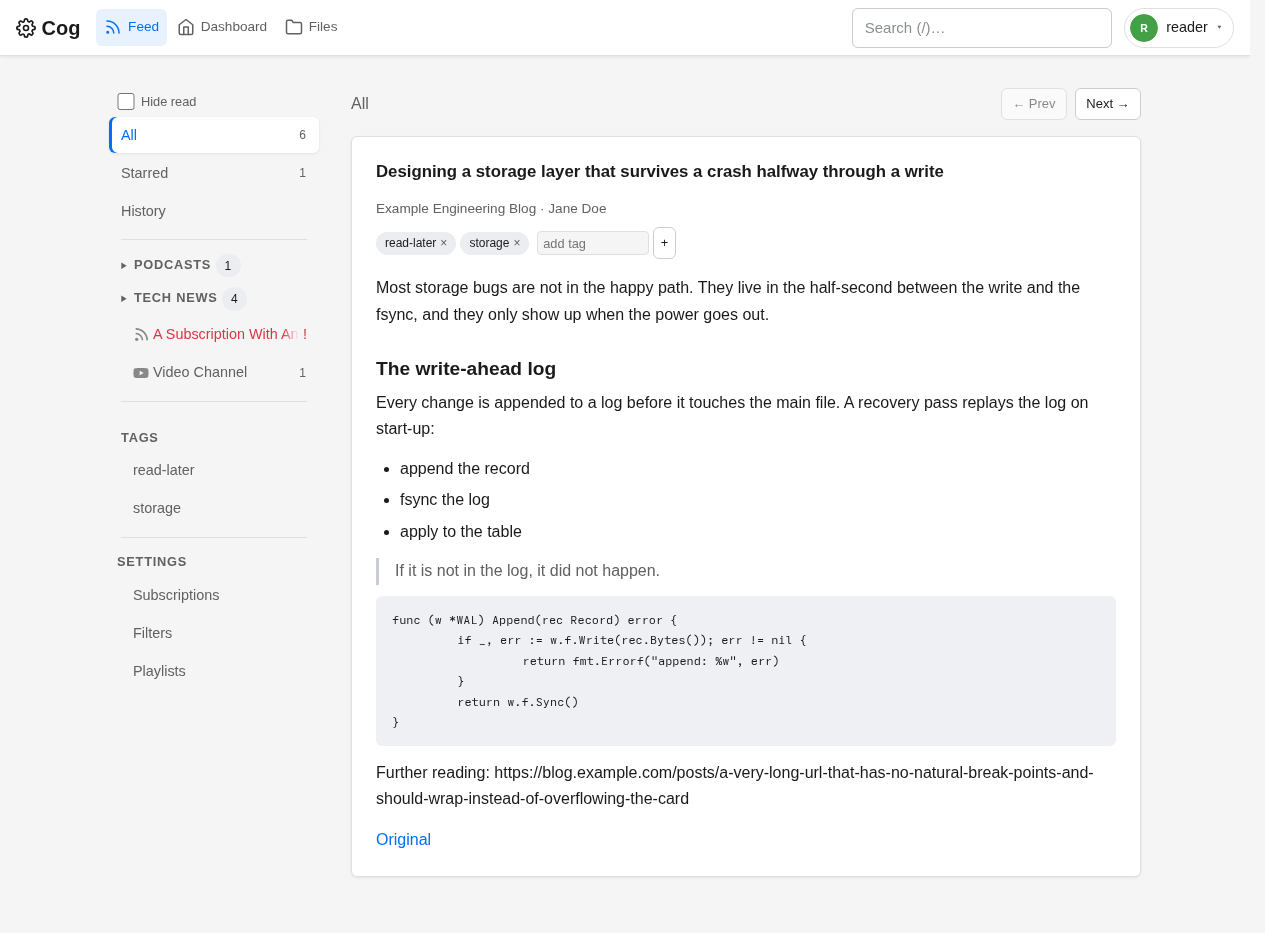 Cog
Feed
Dashboard
Files
Search (/)…
R
reader
Hide read
All 6
Starred 1
History
PODCASTS 1
TECH NEWS 4
A Subscription With An !
Video Channel 1
TAGS
read-later
storage
SETTINGS
Subscriptions
Filters
Playlists
All
← Prev
Next →
Designing a storage layer that survives a crash halfway through a write
Example Engineering Blog · Jane Doe
read-later × storage × add tag +
Most storage bugs are not in the happy path. They live in the half-second between the write and the
fsync, and they only show up when the power goes out.
The write-ahead log
Every change is appended to a log before it touches the main file. A recovery pass replays the log on
start-up:
• append the record
• fsync the log
• apply to the table
If it is not in the log, it did not happen.
func (w *WAL) Append(rec Record) error {
        if _, err := w.f.Write(rec.Bytes()); err != nil {
                return fmt.Errorf("append: %w", err)
        }
        return w.f.Sync()
}
Further reading: https://blog.example.com/posts/a-very-long-url-that-has-no-natural-break-points-and-
should-wrap-instead-of-overflowing-the-card
Original